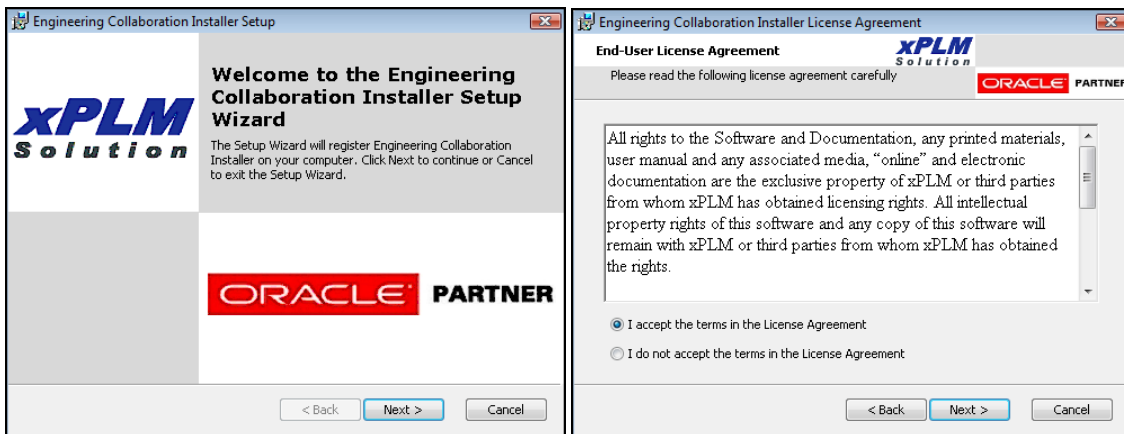 Engineering Collaboration Installer Setup
xPLM
Solution
Welcome to the Engineering
Collaboration Installer Setup
Wizard
The Setup Wizard will register Engineering Collaboration
Installer on your computer. Click Next to continue or Cancel
to exit the Setup Wizard.
ORACLE PARTNER
< Back Next > Cancel
Engineering Collaboration Installer License Agreement
End-User License Agreement
xPLM
Solution
Please read the following license agreement carefully
ORACLE PARTNER
All rights to the Software and Documentation, any printed materials,
user manual and any associated media, “online” and electronic
documentation are the exclusive property of xPLM or third parties
from whom xPLM has obtained licensing rights. All intellectual
property rights of this software and any copy of this software will
remain with xPLM or third parties from whom xPLM has obtained
the rights.
I accept the terms in the License Agreement
I do not accept the terms in the License Agreement
< Back Next > Cancel